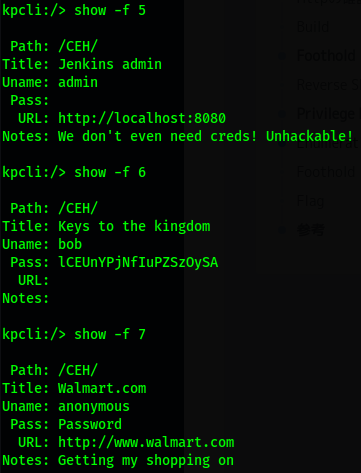 kpcli:/> show -f 5
Path: /CEH/
Title: Jenkins admin
Uname: admin
Pass:
URL: http://localhost:8080
Notes: We don't even need creds! Unhackable!
kpcli:/> show -f 6
Path: /CEH/
Title: Keys to the kingdom
Uname: bob
Pass: lCEUnYPjNfIuPZSzOySA
URL:
Notes:
kpcli:/> show -f 7
Path: /CEH/
Title: Walmart.com
Uname: anonymous
Pass: Password
URL: http://www.walmart.com
Notes: Getting my shopping on